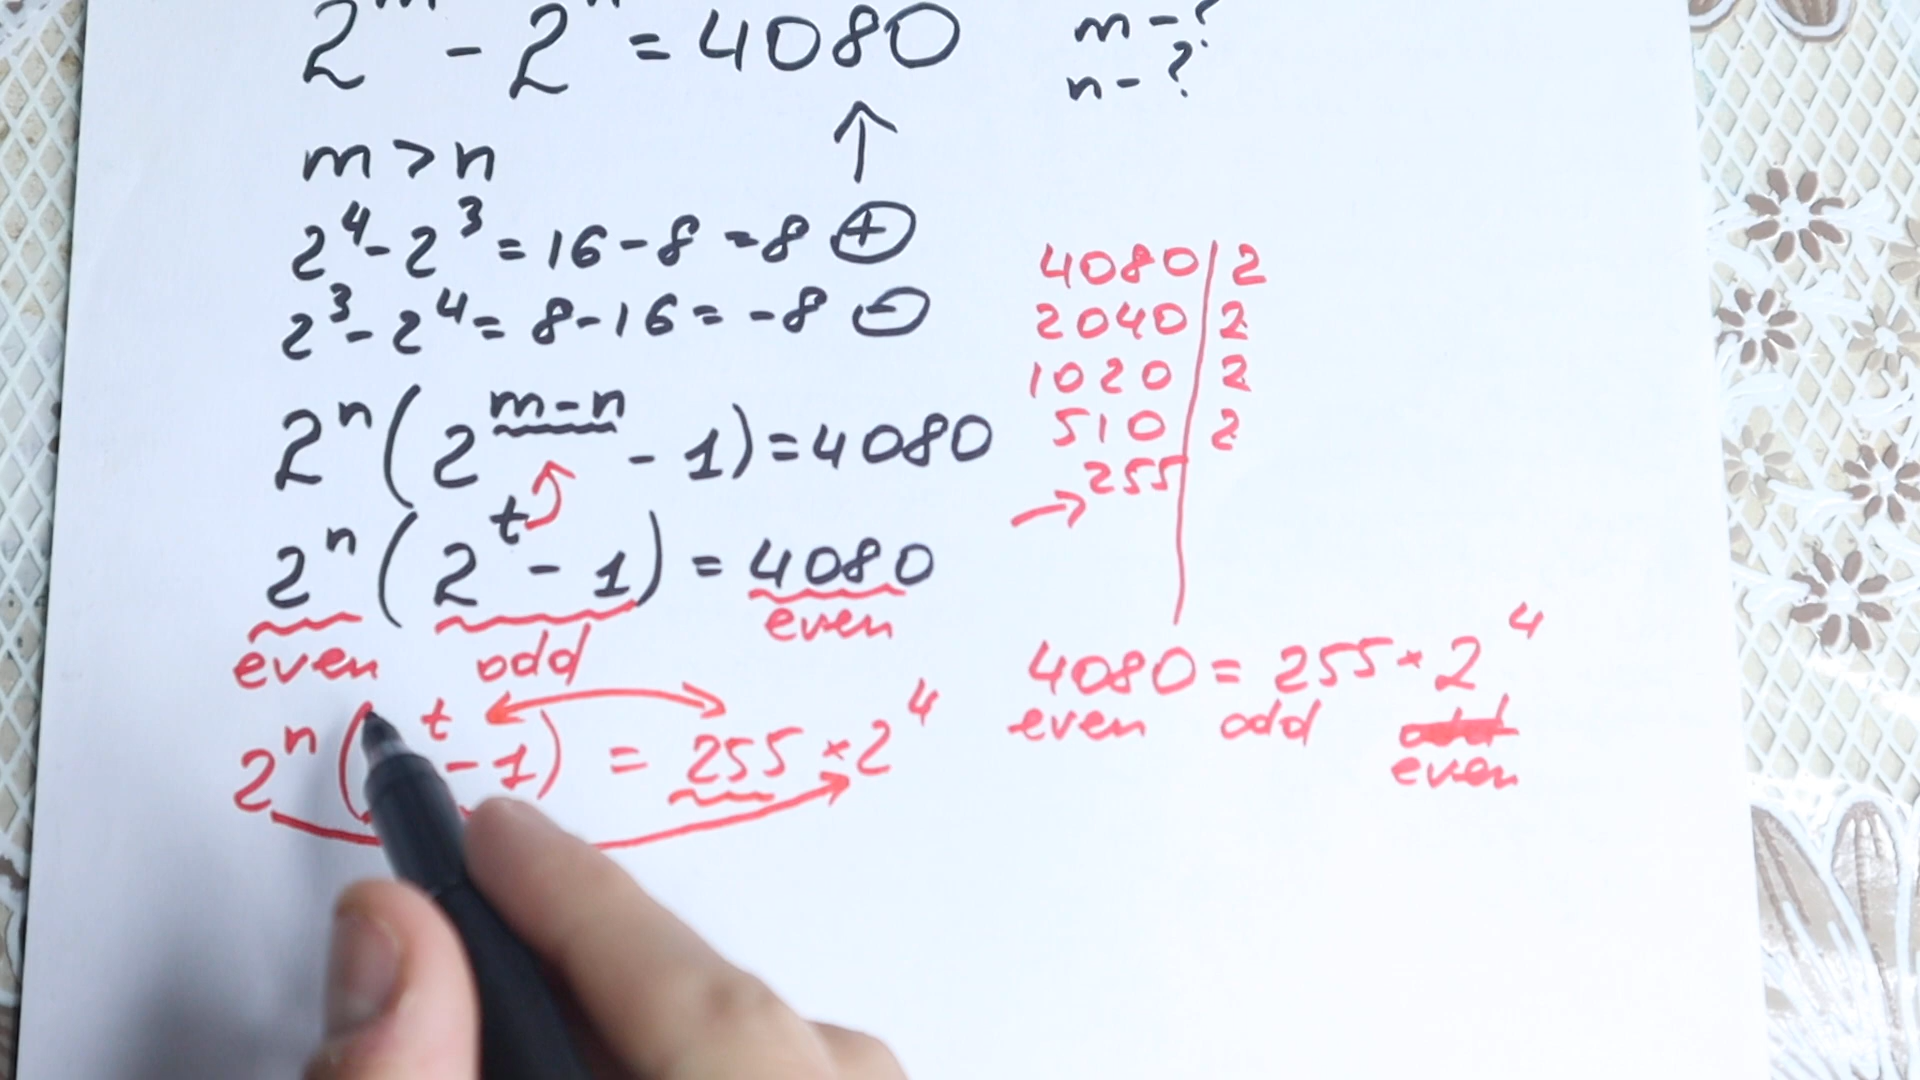 2^m - 2^n = 4080
m - ?
n - ?
m > n
↑
2^4 - 2^3 = 16 - 8 = 8 ⊕
2^3 - 2^4 = 8 - 16 = -8 ⊖
2^n (2^(m-n) - 1) = 4080
2^n (2^t - 1) = 4080
even odd even
2^n ( ^t - 1) = 255 × 2^4
4080 | 2
2040 | 2
1020 | 2
510 | 2
→ 255
4080 = 255 × 2^4
even odd
even